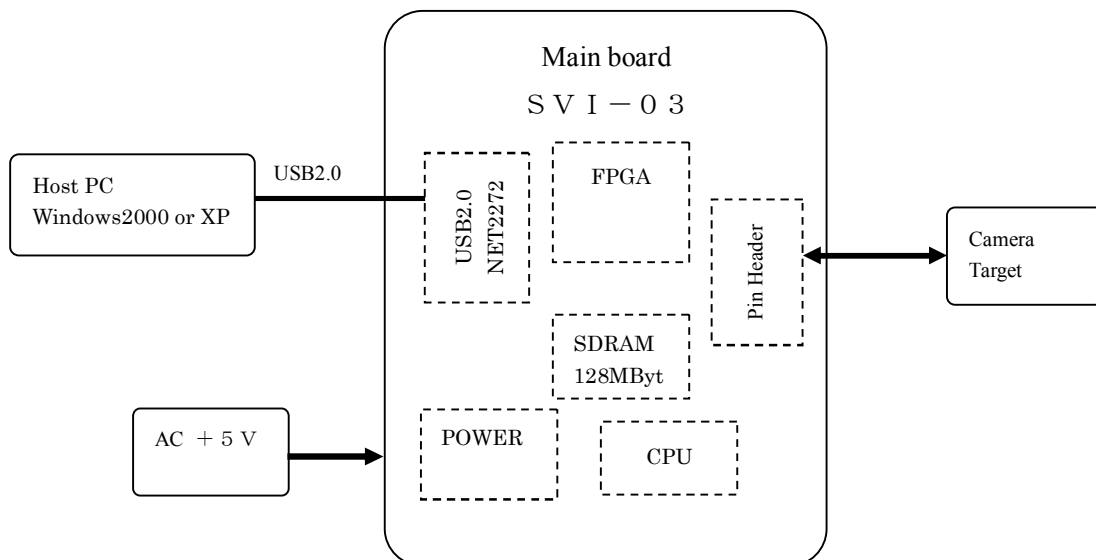 Main board
ＳＶＩ－０３
USB2.0
Host PC
Windows2000 or XP
USB2.0
NET2272
FPGA
Pin Header
Camera
Target
SDRAM
128MByt
AC ＋５Ｖ
POWER
CPU